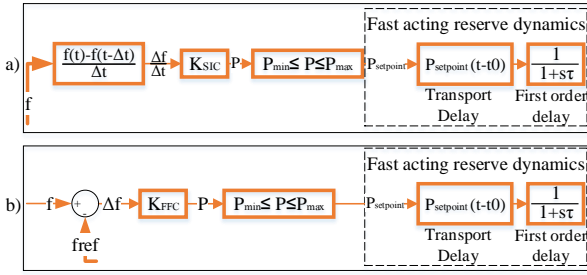 Fast acting reserve dynamics
a)
f
f(t)-f(t-Δt)
Δt
Δf
Δt
KSIC
P
Pmin≤ P≤Pmax
Psetpoint
Psetpoint (t-t0)
1
1+sτ
Transport
Delay
First order
delay
Fast acting reserve dynamics
b)
f
+
-
Δf
fref
KFFC
P
Pmin≤ P≤Pmax
Psetpoint
Psetpoint (t-t0)
1
1+sτ
Transport
Delay
First order
delay